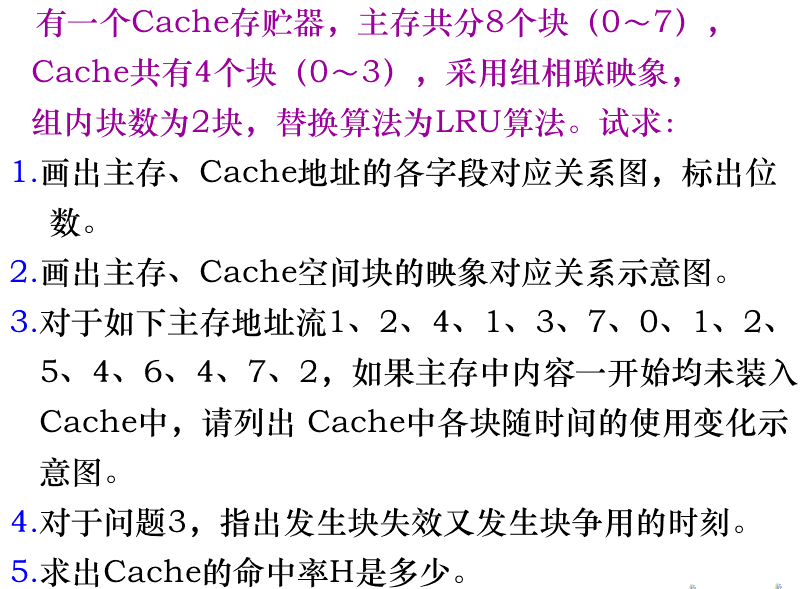 有一个Cache存贮器，主存共分8个块（0～7），
Cache共有4个块（0～3），采用组相联映象，
组内块数为2块，替换算法为LRU算法。试求：
1.画出主存、Cache地址的各字段对应关系图，标出位
数。
2.画出主存、Cache空间块的映象对应关系示意图。
3.对于如下主存地址流1、2、4、1、3、7、0、1、2、
5、4、6、4、7、2，如果主存中内容一开始均未装入
Cache中，请列出 Cache中各块随时间的使用变化示
意图。
4.对于问题3，指出发生块失效又发生块争用的时刻。
5.求出Cache的命中率H是多少。